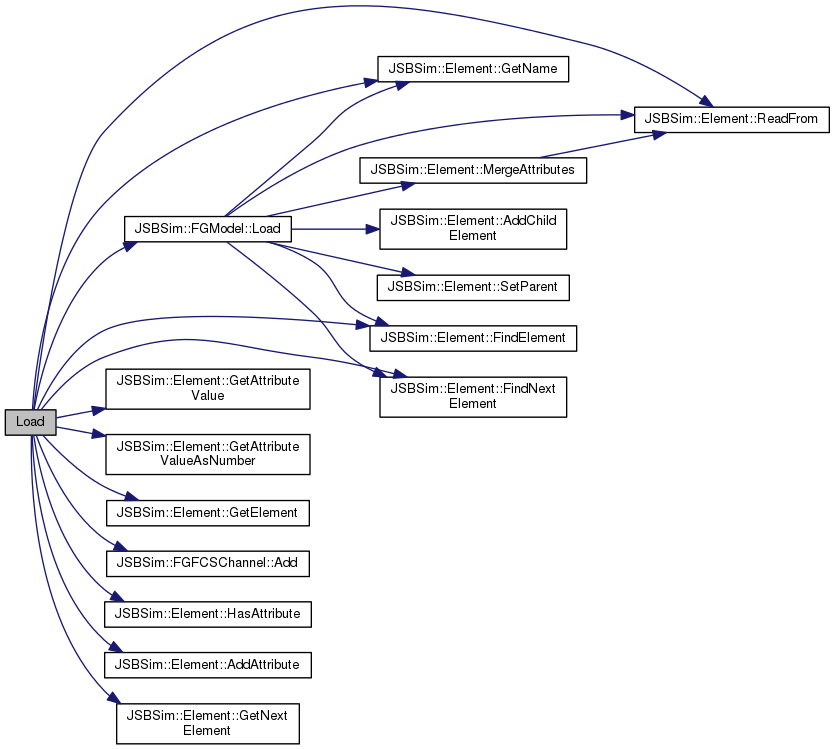 JSBSim::Element::GetName
JSBSim::Element::ReadFrom
JSBSim::Element::MergeAttributes
JSBSim::FGModel::Load
JSBSim::Element::AddChild
Element
JSBSim::Element::SetParent
JSBSim::Element::FindElement
JSBSim::Element::FindNext
Element
JSBSim::Element::GetAttribute
Value
Load
JSBSim::Element::GetAttribute
ValueAsNumber
JSBSim::Element::GetElement
JSBSim::FGFCSChannel::Add
JSBSim::Element::HasAttribute
JSBSim::Element::AddAttribute
JSBSim::Element::GetNext
Element